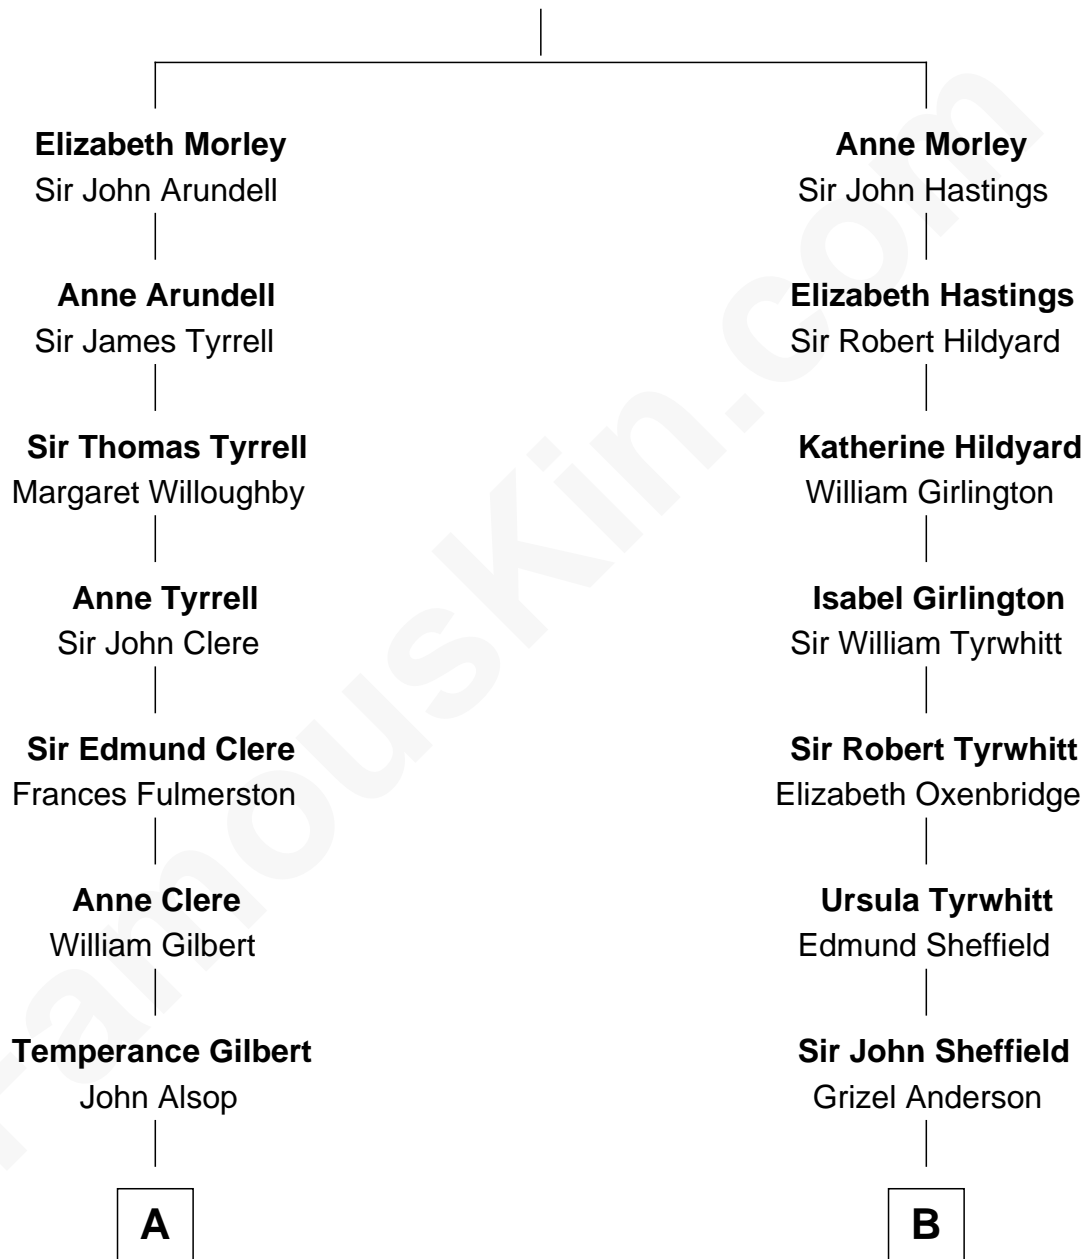 Elizabeth Morley
Sir John Arundell
Anne Arundell
Sir James Tyrrell
Sir Thomas Tyrrell
Margaret Willoughby
Anne Tyrrell
Sir John Clere
Sir Edmund Clere
Frances Fulmerston
Anne Clere
William Gilbert
Temperance Gilbert
John Alsop
A
Anne Morley
Sir John Hastings
Elizabeth Hastings
Sir Robert Hildyard
Katherine Hildyard
William Girlington
Isabel Girlington
Sir William Tyrwhitt
Sir Robert Tyrwhitt
Elizabeth Oxenbridge
Ursula Tyrwhitt
Edmund Sheffield
Sir John Sheffield
Grizel Anderson
B
FamousKin.com